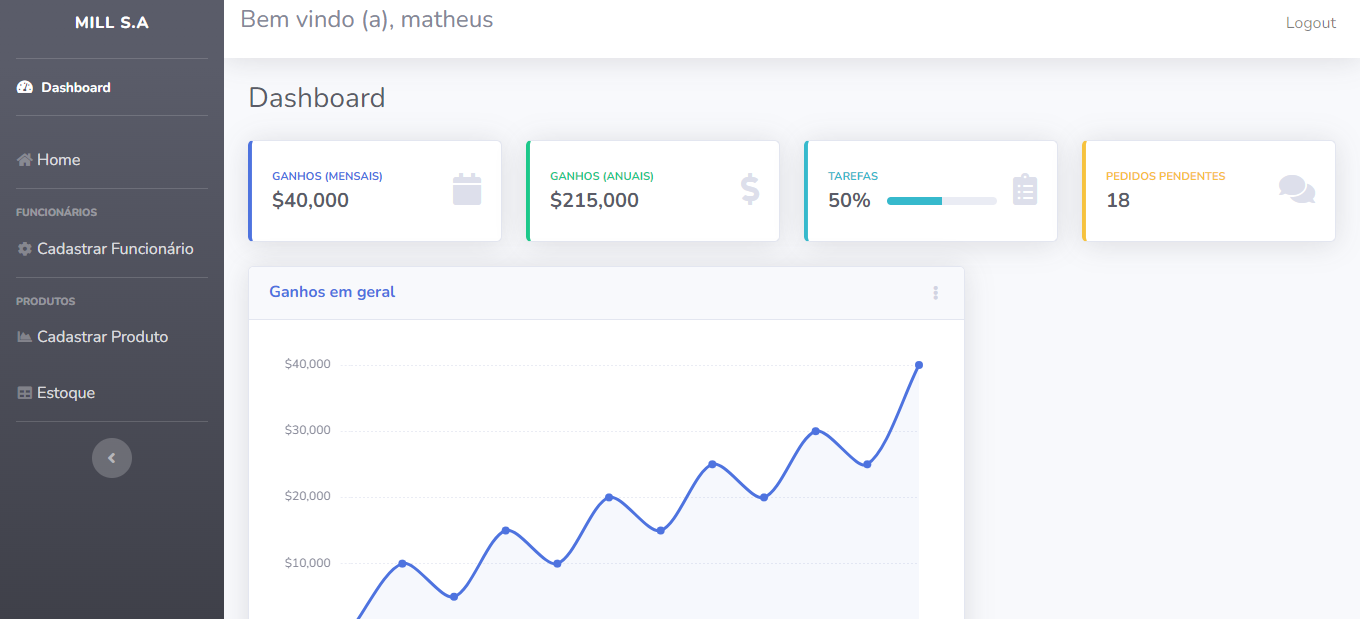 MILL S.A
Dashboard
Home
FUNCIONÁRIOS
Cadastrar Funcionário
PRODUTOS
Cadastrar Produto
Estoque
Bem vindo (a), matheus
Logout
Dashboard
GANHOS (MENSAIS)
$40,000
GANHOS (ANUAIS)
$215,000
TAREFAS
50%
PEDIDOS PENDENTES
18
Ganhos em geral
$40,000
$30,000
$20,000
$10,000